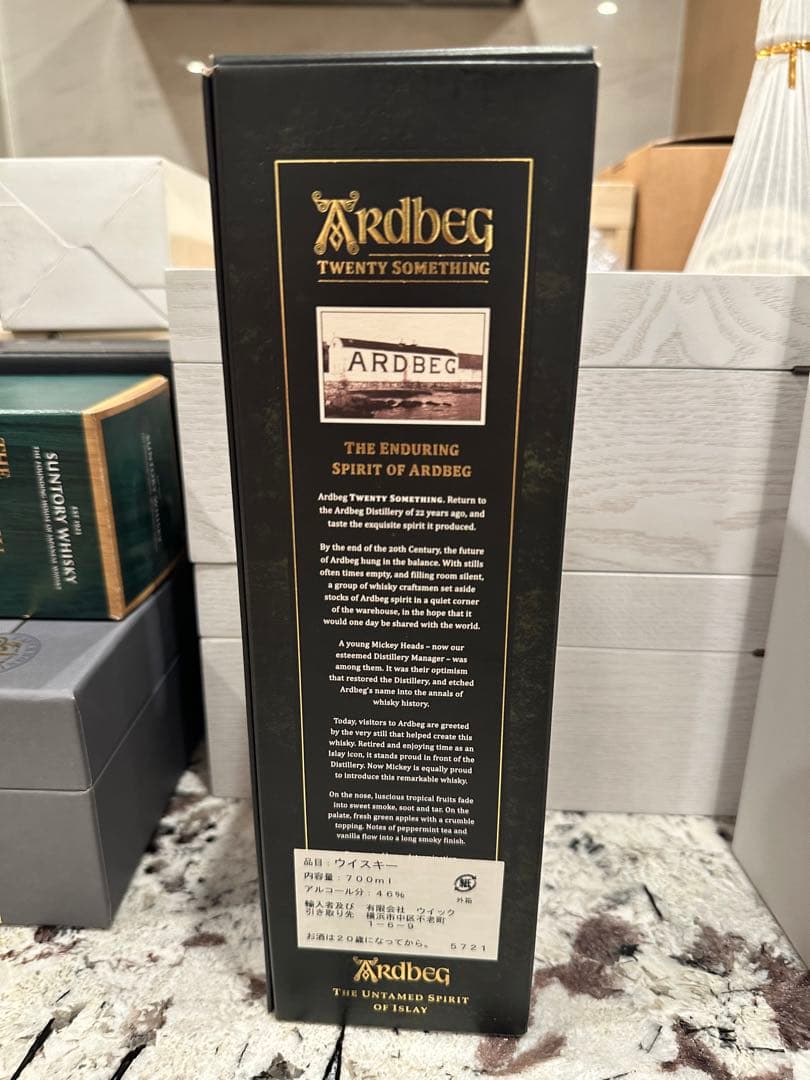 ARDBEG
TWENTY SOMETHING
ARDBEG
THE ENDURING
SPIRIT OF ARDBEG
Ardbeg TWENTY SOMETHING. Return to
the Ardbeg Distillery of 22 years ago, and
taste the exquisite spirit it produced.
By the end of the 20th Century, the future
of Ardbeg hung in the balance. With stills
often times empty, and filling room silent,
a group of whisky craftsmen set aside
stocks of Ardbeg spirit in a quiet corner
of the warehouse, in the hope that it
would one day be shared with the world.
A young Mickey Heads – now our
esteemed Distillery Manager – was
among them. It was their optimism
that restored the Distillery, and etched
Ardbeg's name into the annals of
whisky history.
Today, visitors to Ardbeg are greeted
by the very still that helped create this
whisky. Retired and enjoying time as an
Islay icon, it stands proud in front of the
Distillery. Now Mickey is equally proud
to introduce this remarkable whisky.
On the nose, luscious tropical fruits fade
into sweet smoke, soot and tar. On the
palate, fresh green apples with a crumble
topping. Notes of peppermint tea and
vanilla flow into a long smoky finish.
品目：ウイスキー
内容量：700ml
アルコール分：46%
輸入者及び 有限会社 ウイック
引き取り先 横浜市中区不老町
1－6－9
外箱
お酒は20歳になってから。 5721
ARDBEG
THE UNTAMED SPIRIT
OF ISLAY
THE
EST 1923
SUNTORY WHISKY
THE FOUNDING HOUSE OF JAPANESE WHISKY